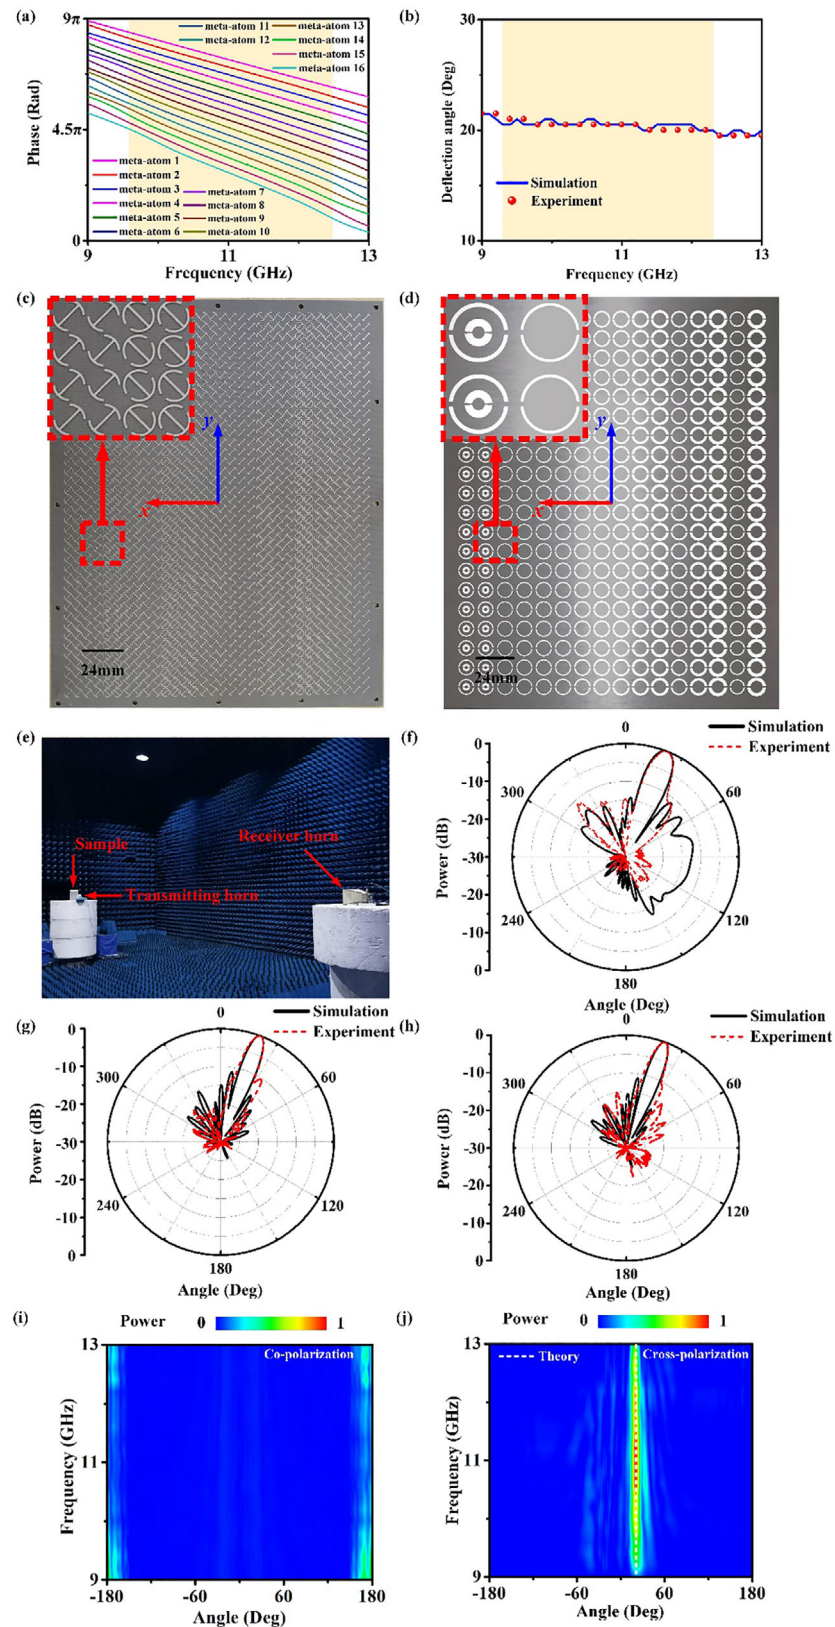 (a)
9π
4.5π
0
Phase (Rad)
meta-atom 11
meta-atom 12
meta-atom 13
meta-atom 14
meta-atom 15
meta-atom 16
meta-atom 1
meta-atom 2
meta-atom 3
meta-atom 4
meta-atom 5
meta-atom 6
meta-atom 7
meta-atom 8
meta-atom 9
meta-atom 10
9 11 13
Frequency (GHz)
(b)
30
20
10
Deflection angle (Deg)
Simulation
Experiment
9 11 13
Frequency (GHz)
(c)
y
x
24mm
(d)
y
x
24mm
(e)
Sample
Transmitting horn
Receiver horn
(f)
Simulation
Experiment
0
60
120
180
240
300
0
-10
-20
-30
-20
-10
0
Power (dB)
Angle (Deg)
(g)
Simulation
Experiment
0
60
120
180
240
300
0
-10
-20
-30
-20
-10
0
Power (dB)
Angle (Deg)
(h)
Simulation
Experiment
0
60
120
180
240
300
0
-10
-20
-30
-20
-10
0
Power (dB)
Angle (Deg)
(i)
Power 0 1
Co-polarization
13
11
9
Frequency (GHz)
-180 -60 60 180
Angle (Deg)
(j)
Power 0 1
Theory
Cross-polarization
13
11
9
Frequency (GHz)
-180 -60 60 180
Angle (Deg)